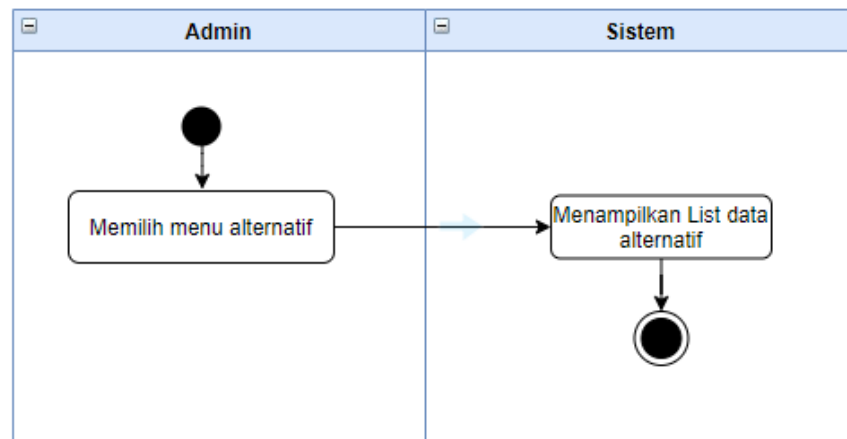 Admin
Sistem
Memilih menu alternatif
Menampilkan List data
alternatif